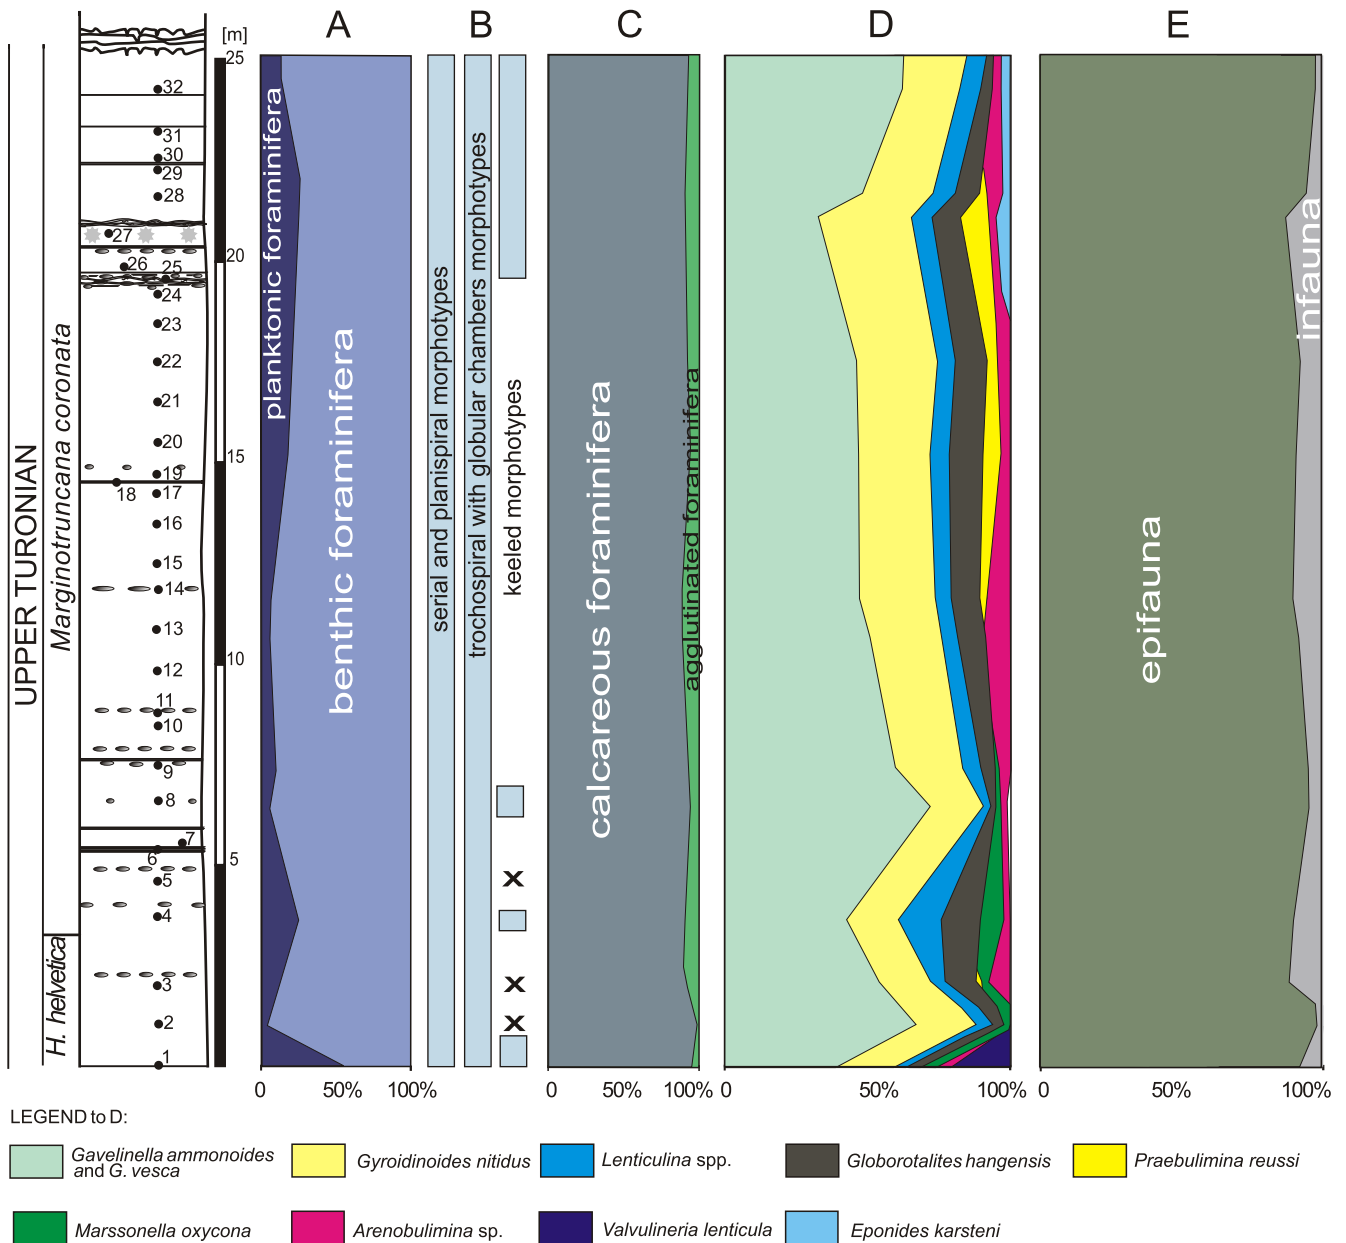 A B C D E
[m]
25
20
15
10
5
UPPER TURONIAN
Marginotruncana coronata
H. helvetica
32
31
30
29
28
27
26
25
24
23
22
21
20
19
18
17
16
15
14
13
12
11
10
9
8
7
6
5
4
3
2
1
planktonic foraminifera
benthic foraminifera
serial and planispiral morphotypes
trochospiral with globular chambers morphotypes
keeled morphotypes
x
x
x
calcareous foraminifera
agglutinated foraminifera
epifauna
infauna
0 50% 100% 0 50% 100% 0 50% 100% 0 50% 100%
LEGEND to D:
Gavelinella ammonoides
and G. vesca
Gyroidinoides nitidus
Lenticulina spp.
Globorotalites hangensis
Praebulimina reussi
Marssonella oxycona
Arenobulimina sp.
Valvulineria lenticula
Eponides karsteni